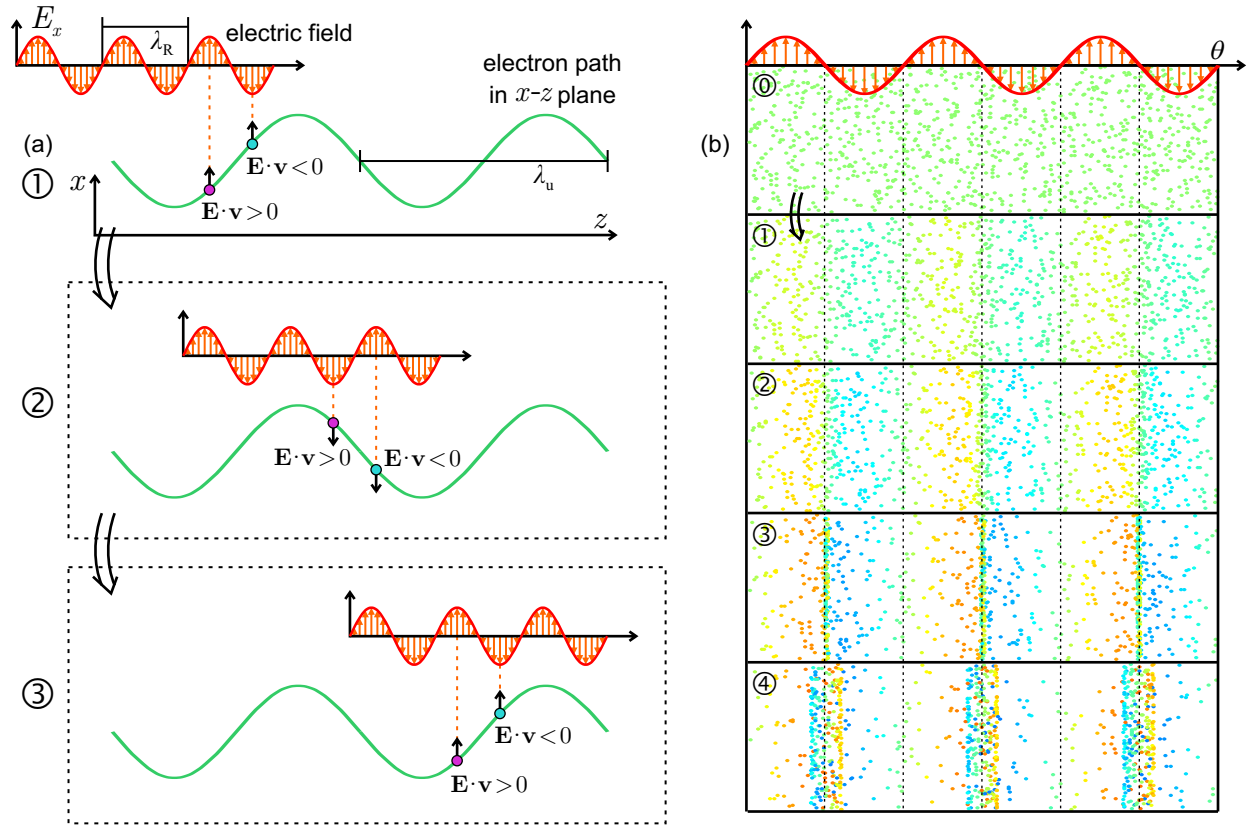 E_x
λ_R
electric field
electron path
in x-z plane
(a)
①
x
E·v<0
E·v>0
λ_u
z
②
E·v>0
E·v<0
③
E·v<0
E·v>0
(b)
θ
⓪
①
②
③
④